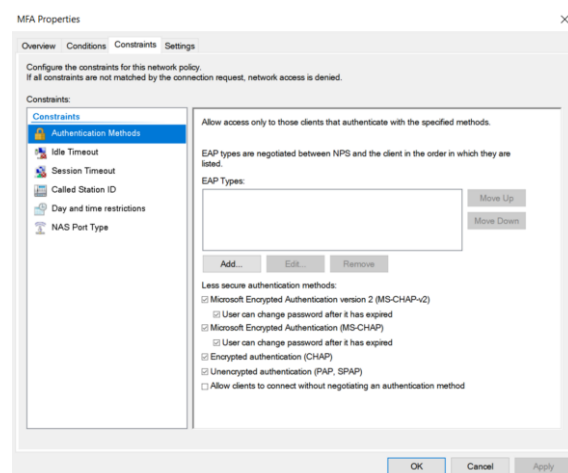 MFA Properties
Overview Conditions Constraints Settings
Configure the constraints for this network policy.
If all constraints are not matched by the connection request, network access is denied.
Constraints:
Constraints
Authentication Methods
Idle Timeout
Session Timeout
Called Station ID
Day and time restrictions
NAS Port Type
Allow access only to those clients that authenticate with the specified methods.
EAP types are negotiated between NPS and the client in the order in which they are
listed.
EAP Types:
Move Up
Move Down
Add... Edit... Remove
Less secure authentication methods:
Microsoft Encrypted Authentication version 2 (MS-CHAP-v2)
User can change password after it has expired
Microsoft Encrypted Authentication (MS-CHAP)
User can change password after it has expired
Encrypted authentication (CHAP)
Unencrypted authentication (PAP, SPAP)
Allow clients to connect without negotiating an authentication method
OK Cancel Apply